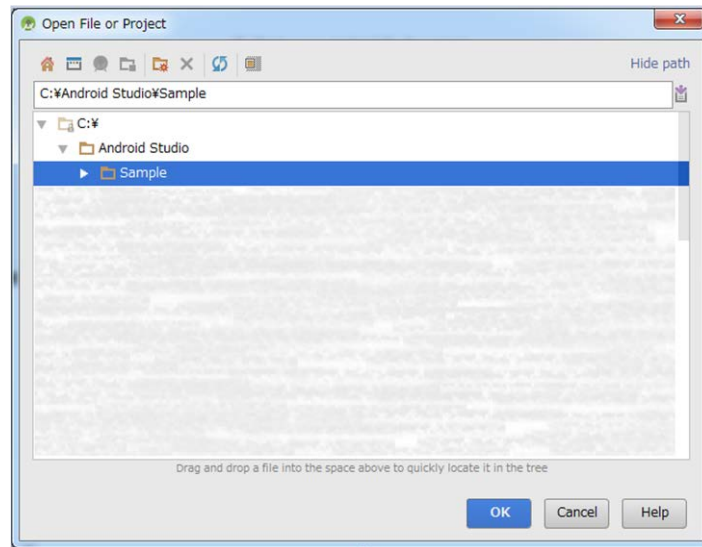 Open File or Project
Hide path
C:¥Android Studio¥Sample
C:¥
Android Studio
Sample
Drag and drop a file into the space above to quickly locate it in the tree
OK
Cancel
Help